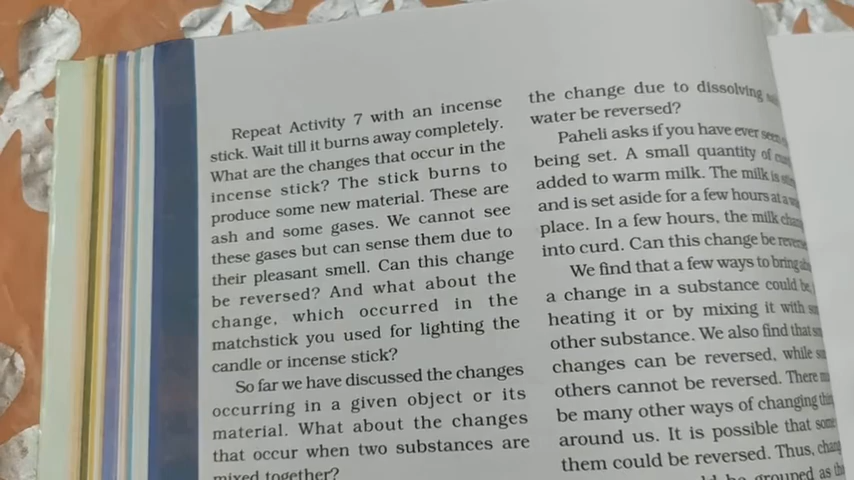 Repeat Activity 7 with an incense
stick. Wait till it burns away completely.
What are the changes that occur in the
incense stick? The stick burns to
produce some new material. These are
ash and some gases. We cannot see
these gases but can sense them due to
their pleasant smell. Can this change
be reversed? And what about the
change, which occurred in the
matchstick you used for lighting the
candle or incense stick?
So far we have discussed the changes
occurring in a given object or its
material. What about the changes
that occur when two substances are
mixed together?
the change due to dissolving
water be reversed?
Paheli asks if you have ever seen
being set. A small quantity of
added to warm milk. The milk is
and is set aside for a few hours at a
place. In a few hours, the milk
into curd. Can this change be
We find that a few ways to bring
a change in a substance could be,
heating it or by mixing it with
other substance. We also find that
changes can be reversed, while
others cannot be reversed. There
be many other ways of changing
around us. It is possible that
them could be reversed. Thus,
be grouped as